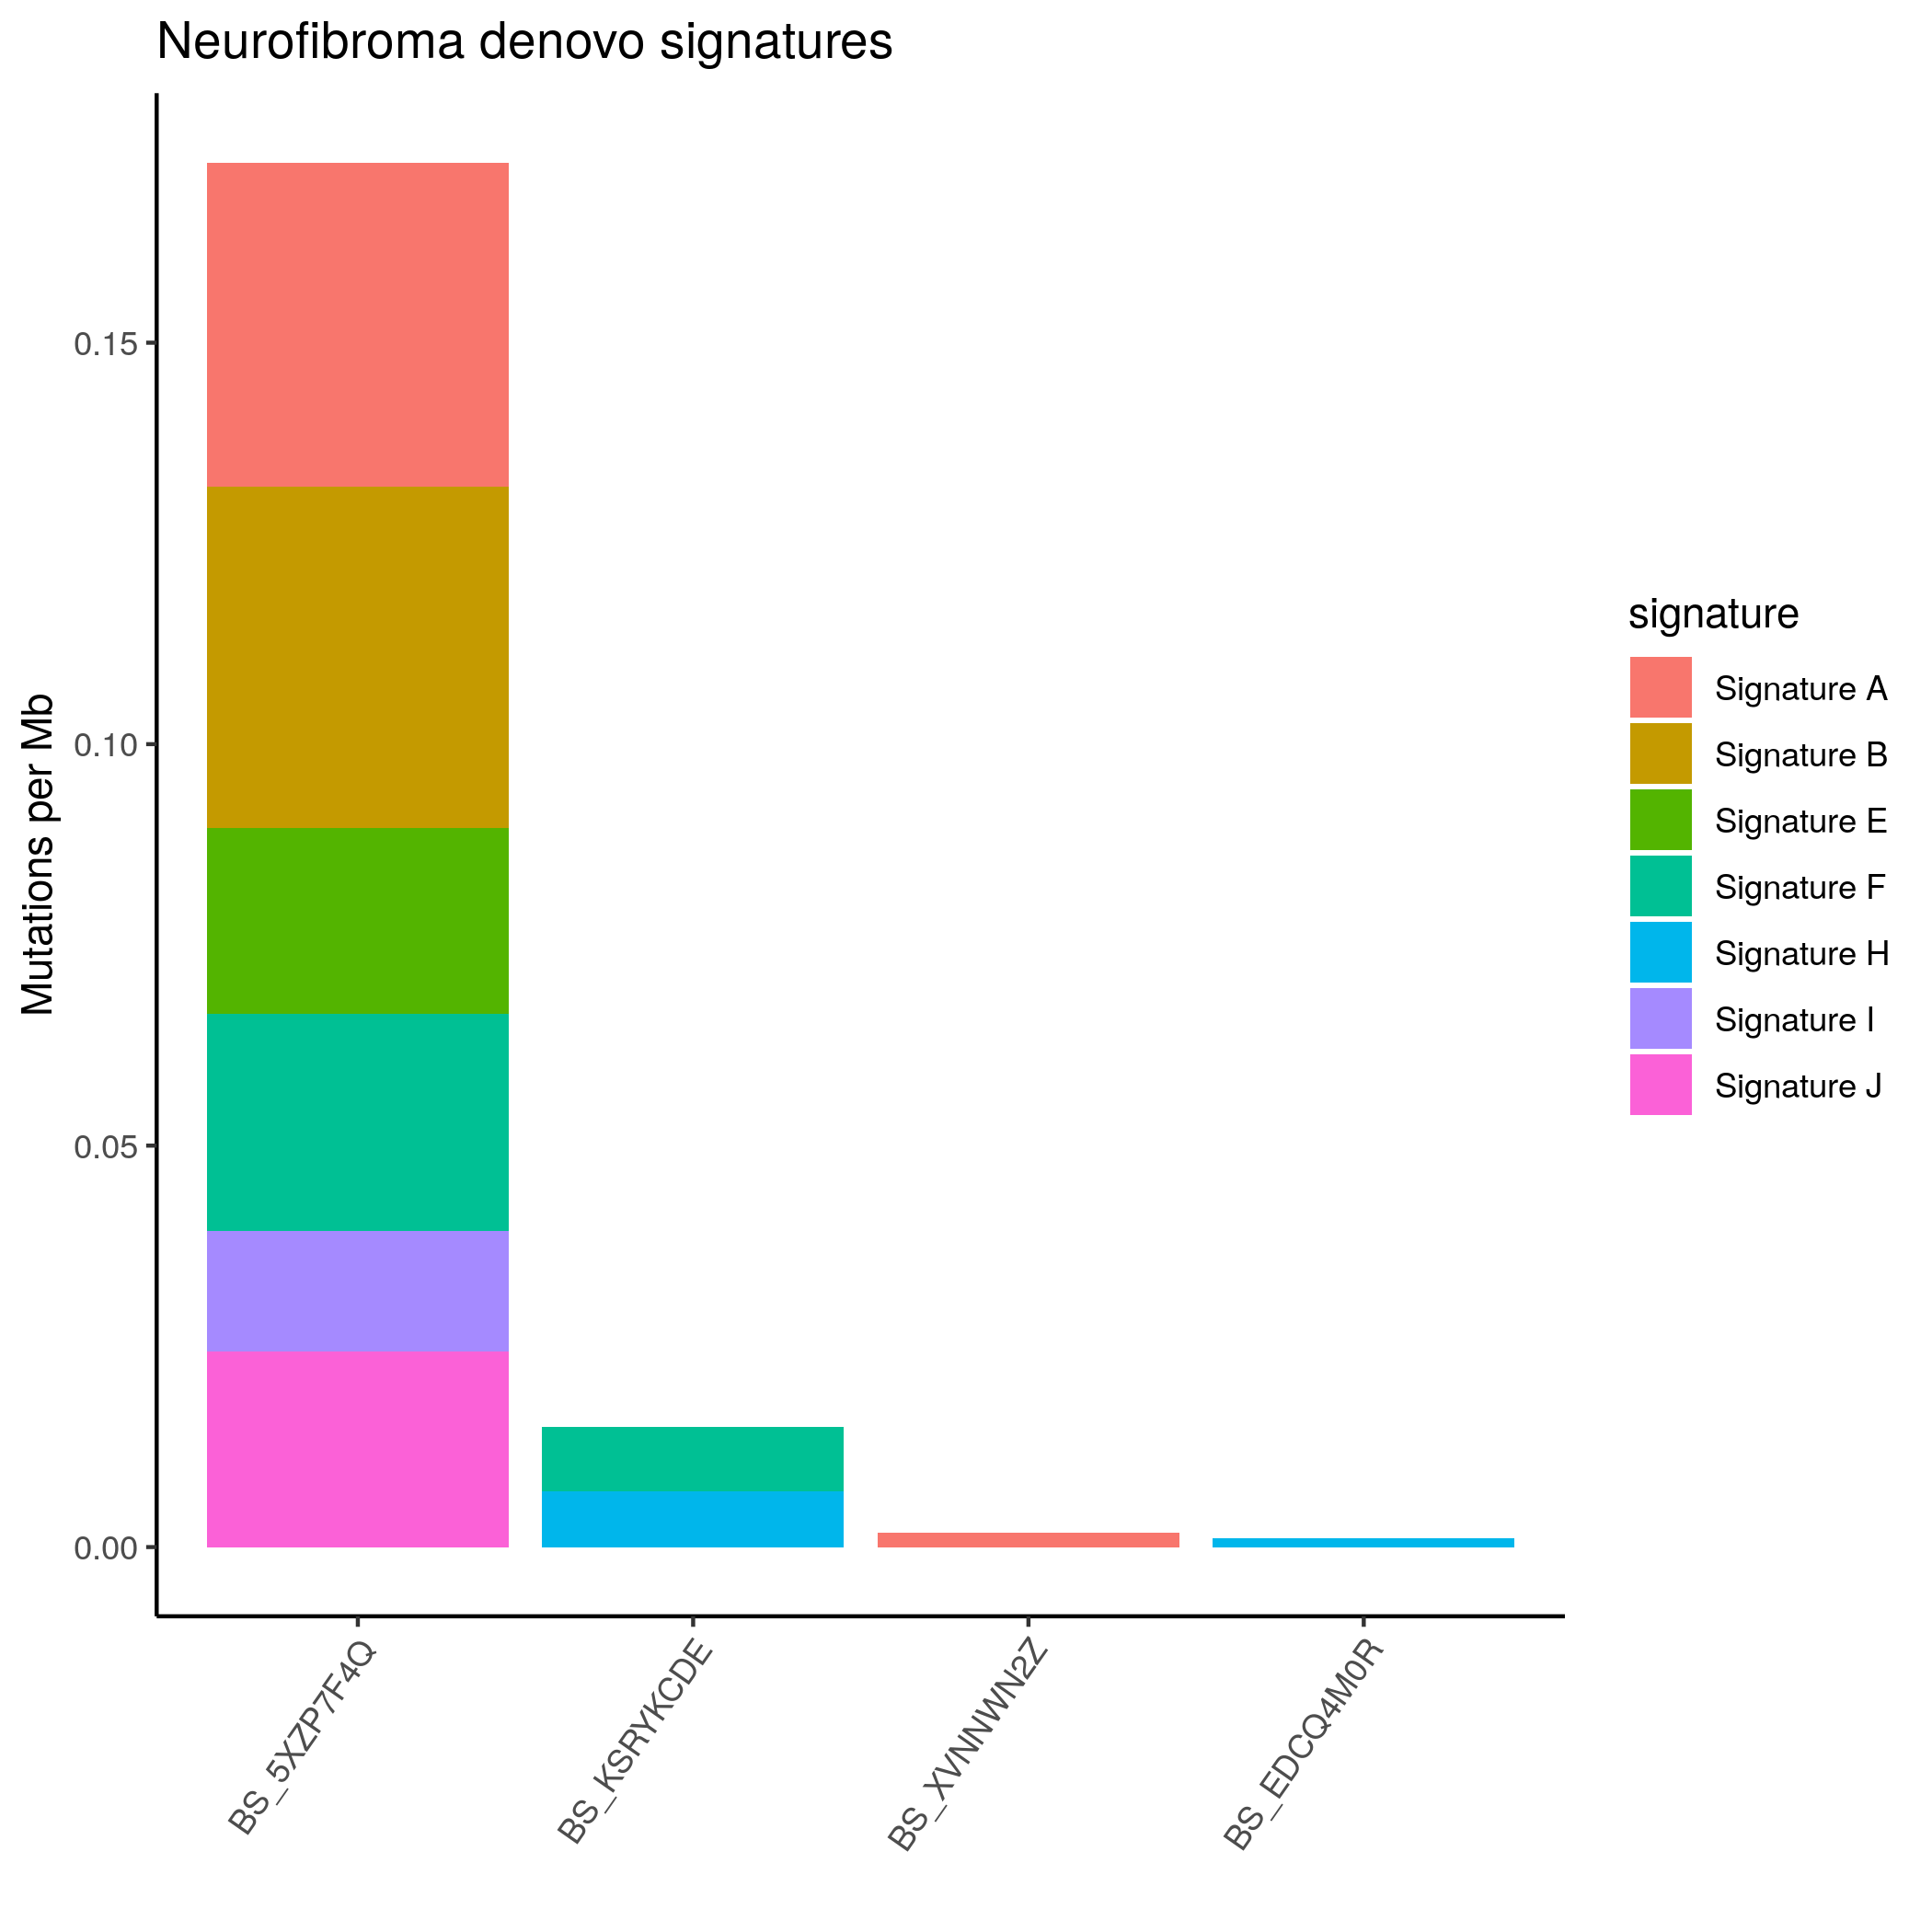 Neurofibroma denovo signatures
Mutations per Mb
0.15
0.10
0.05
0.00
BS_5XZP7F4Q
BS_KSRYKCDE
BS_XVNNWN2Z
BS_EDCQ4M0R
signature
Signature A
Signature B
Signature E
Signature F
Signature H
Signature I
Signature J